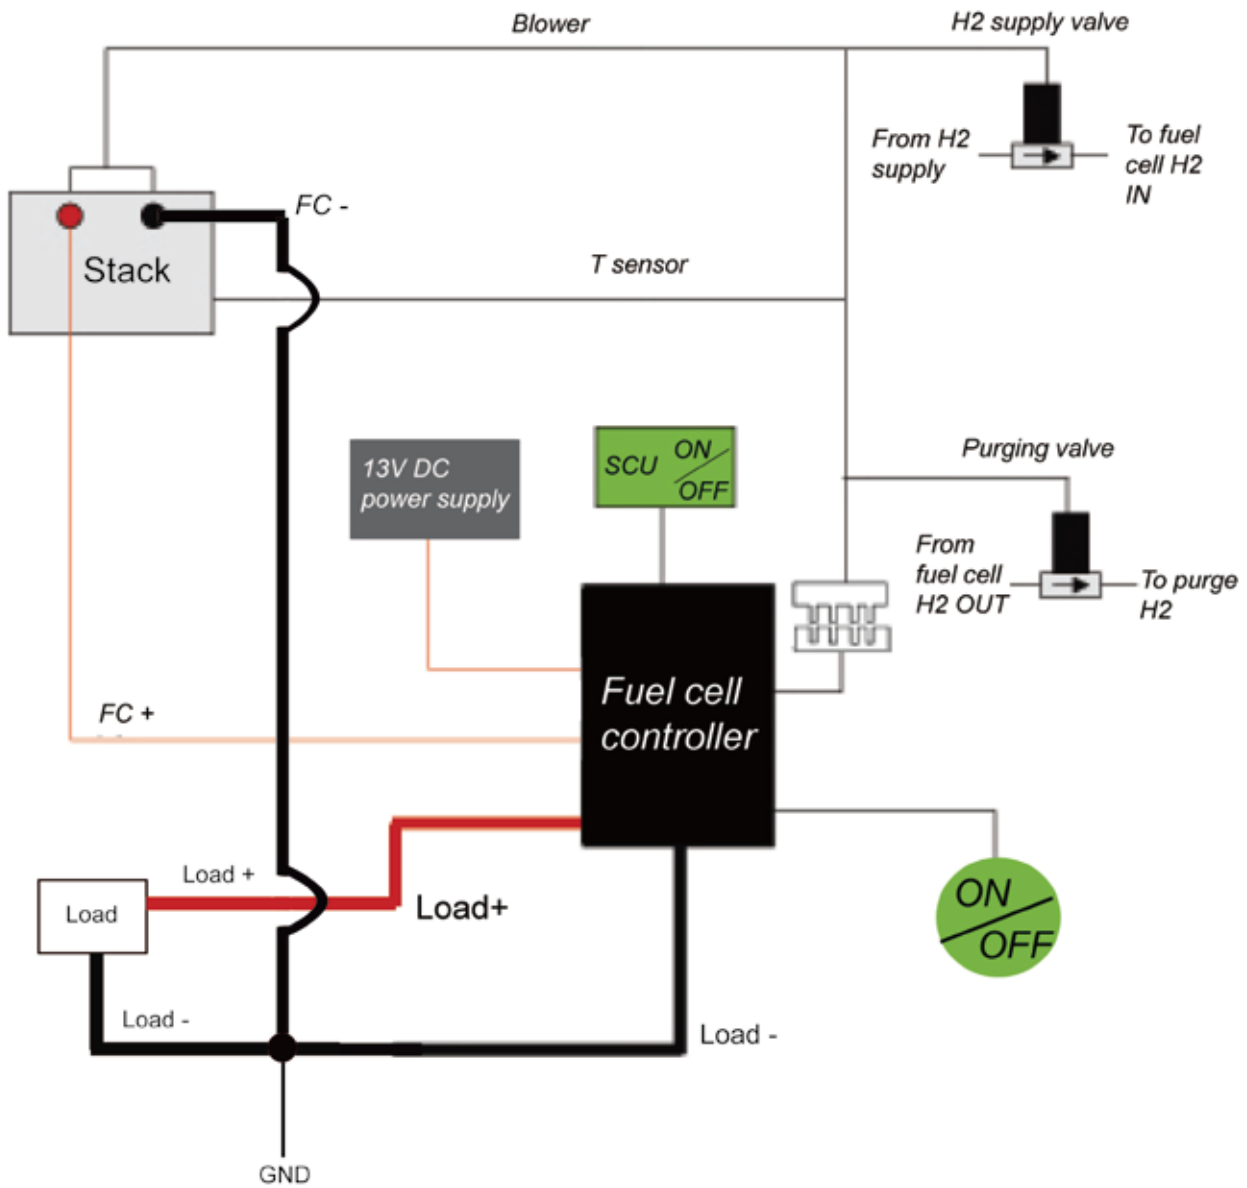 Blower
H2 supply valve
From H2
supply
To fuel
cell H2
IN
FC -
Stack
T sensor
13V DC
power supply
SCU ON
OFF
Purging valve
From
fuel cell
H2 OUT
To purge
H2
Fuel cell
controller
FC +
Load +
Load+
Load
ON
OFF
Load -
Load -
GND